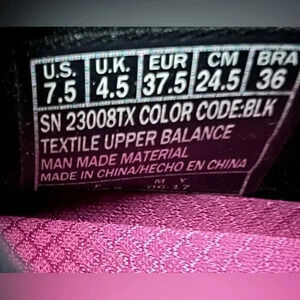 U.S. U.K. EUR CM BRA
7.5 4.5 37.5 24.5 36
SN 23008TX COLOR CODE:BLK
TEXTILE UPPER BALANCE
MAN MADE MATERIAL
MADE IN CHINA/HECHO EN CHINA
M Y